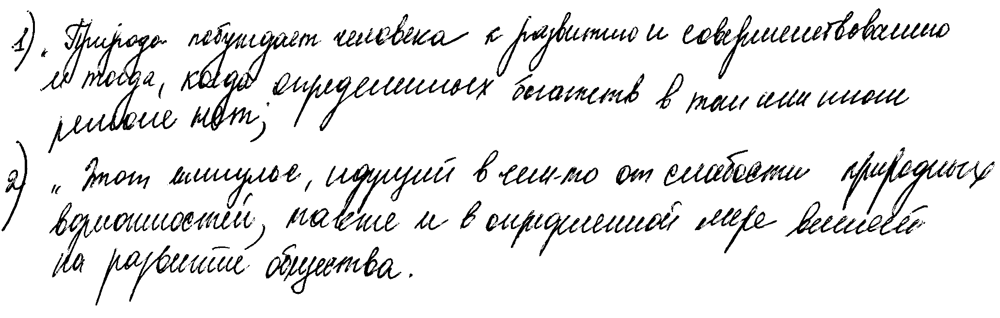 1) „Природа побуждает человека к развитию и совершенствованию
и тогда, когда определенных богатств в том или ином
регионе нет;
2) „Этот импульс, идущий в чем-то от слабости природных
возможностей, также и в определенной мере влияет
на развитие общества.